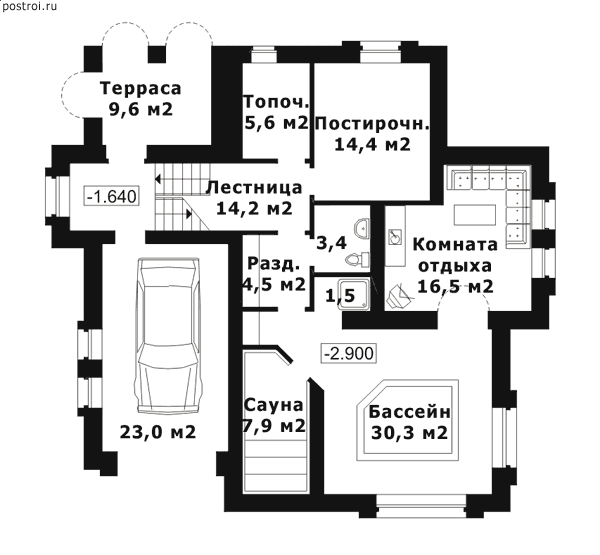 postroi.ru
Терраса
9,6 м2
Топоч.
5,6 м2
Постирочн.
14,4 м2
-1.640
Лестница
14,2 м2
3,4
Комната
отдыха
16,5 м2
Разд.
4,5 м2
1,5
-2.900
Сауна
7,9 м2
Бассейн
30,3 м2
23,0 м2